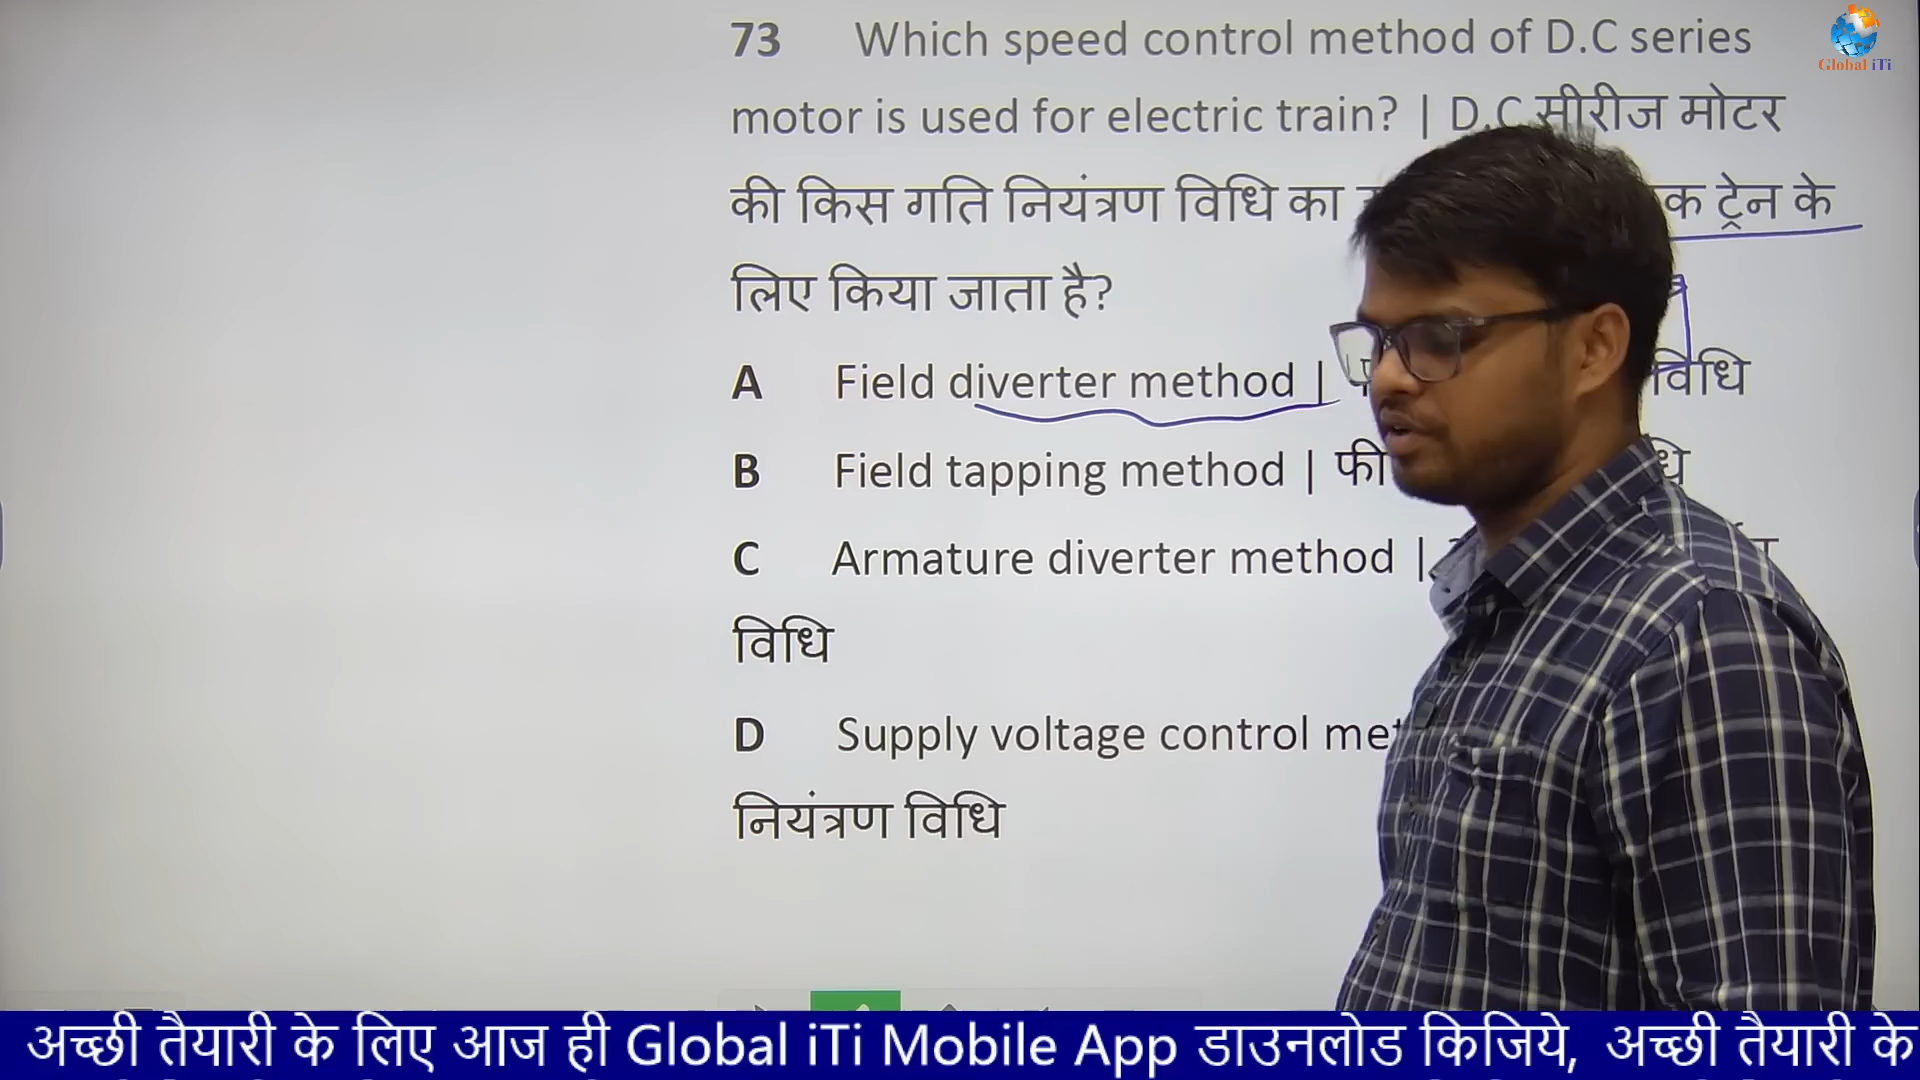 73 Which speed control method of D.C series
Global iTi
motor is used for electric train? | D.C सीरीज मोटर
की किस गति नियंत्रण विधि का क ट्रेन के
लिए किया जाता है?
A Field diverter method | विधि
B Field tapping method |
C Armature diverter method |
विधि
D Supply voltage control
नियंत्रण विधि
अच्छी तैयारी के लिए आज ही Global iTi Mobile App डाउनलोड किजिये, अच्छी तैयारी के